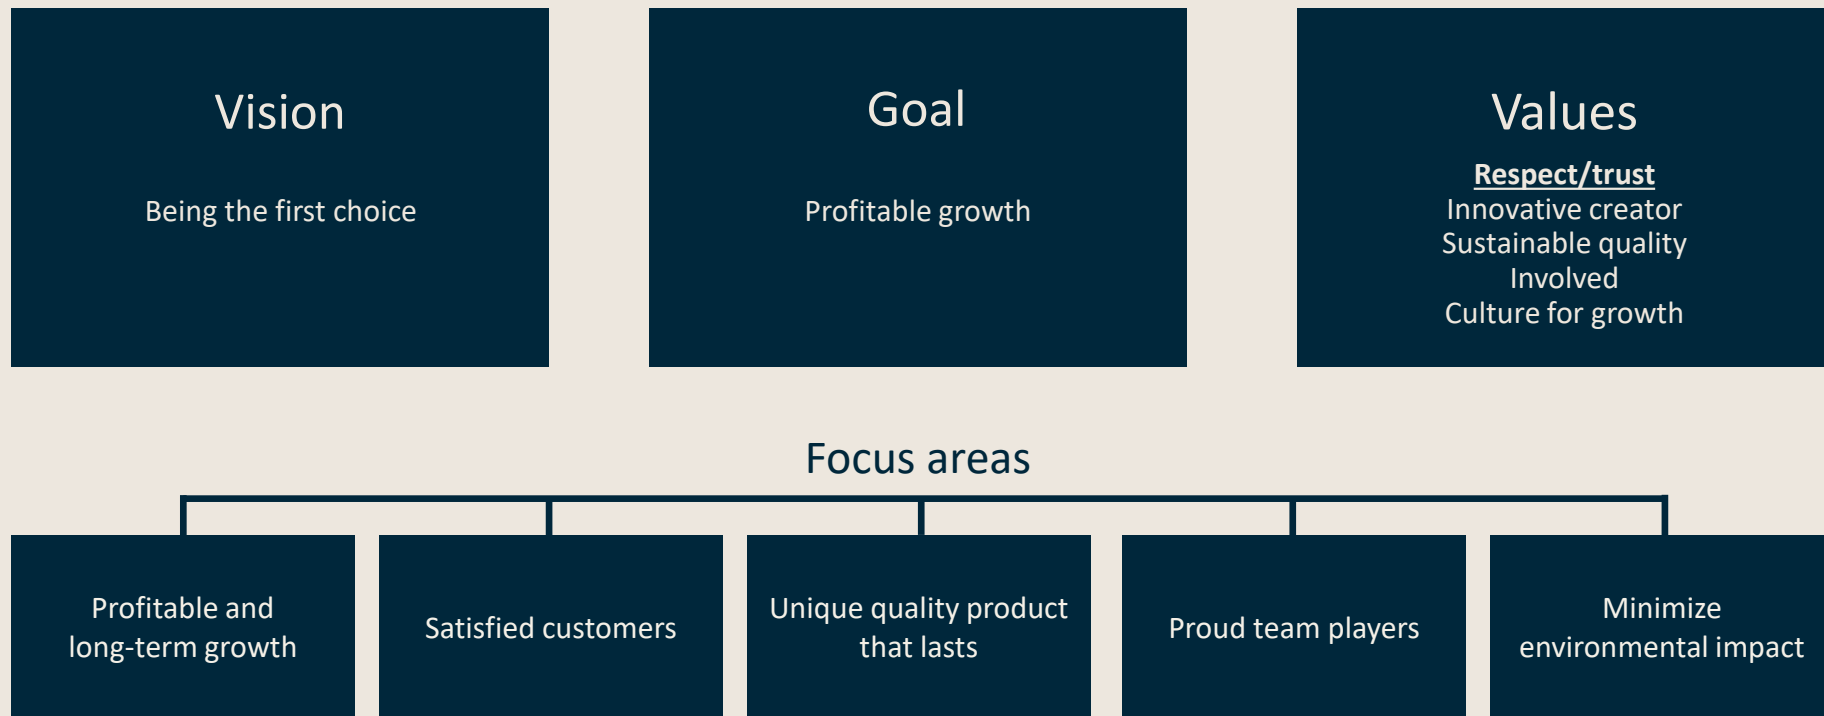 Vision
Being the first choice
Goal
Profitable growth
Values
Respect/trust
Innovative creator
Sustainable quality
Involved
Culture for growth
Focus areas
Profitable and
long-term growth
Satisfied customers
Unique quality product
that lasts
Proud team players
Minimize
environmental impact